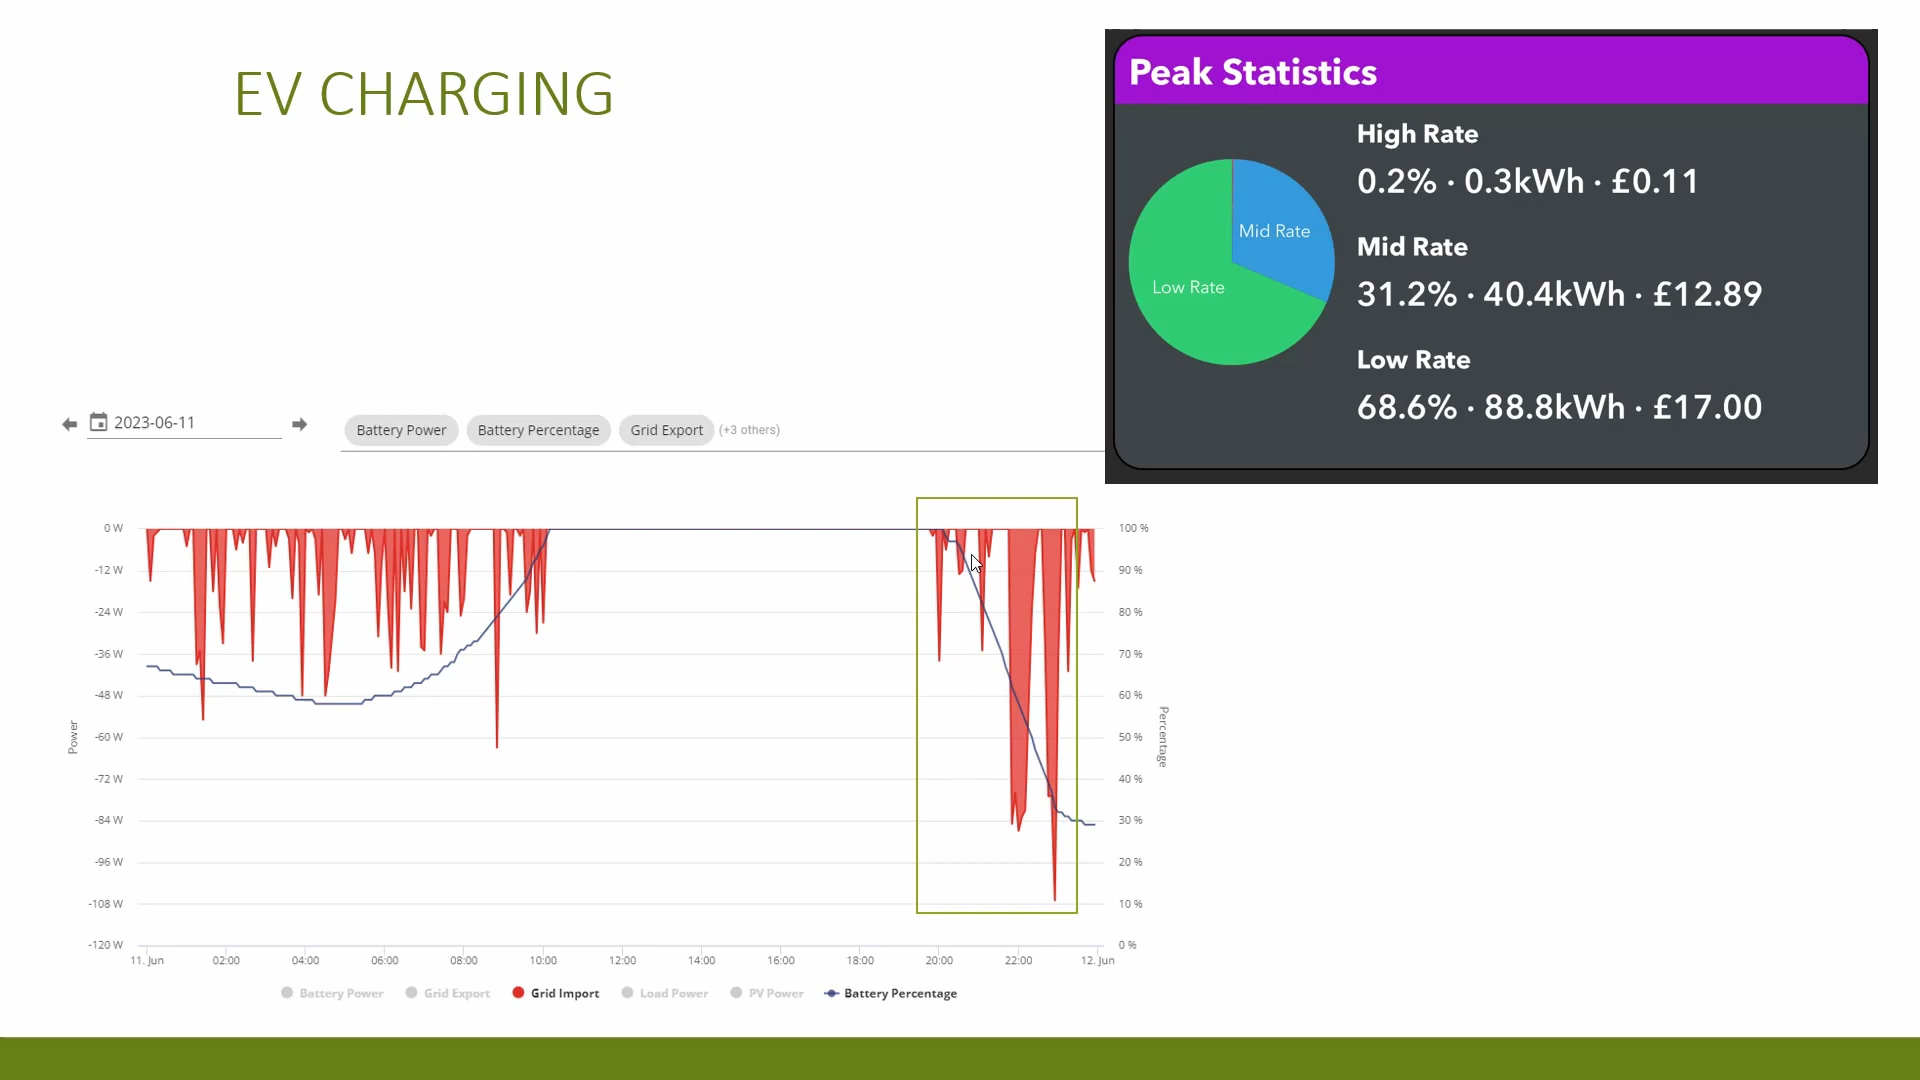 EV CHARGING
Peak Statistics
High Rate
0.2% · 0.3kWh · £0.11
Mid Rate
31.2% · 40.4kWh · £12.89
Low Rate
68.6% · 88.8kWh · £17.00
Mid Rate
Low Rate
2023-06-11
Battery Power Battery Percentage Grid Export (+3 others)
0 W
-12 W
-24 W
-36 W
-48 W
-60 W
-72 W
-84 W
-96 W
-108 W
-120 W
Power
100 %
90 %
80 %
70 %
60 %
50 %
40 %
30 %
20 %
10 %
0 %
Percentage
11. Jun 02:00 04:00 06:00 08:00 10:00 12:00 14:00 16:00 18:00 20:00 22:00 12. Jun
Battery Power Grid Export Grid Import Load Power PV Power Battery Percentage